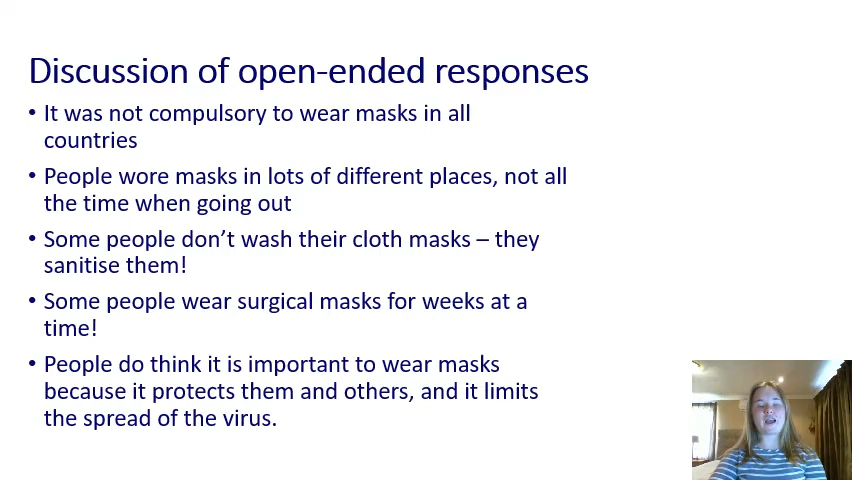 Discussion of open-ended responses
• It was not compulsory to wear masks in all
countries
• People wore masks in lots of different places, not all
the time when going out
• Some people don’t wash their cloth masks – they
sanitise them!
• Some people wear surgical masks for weeks at a
time!
• People do think it is important to wear masks
because it protects them and others, and it limits
the spread of the virus.